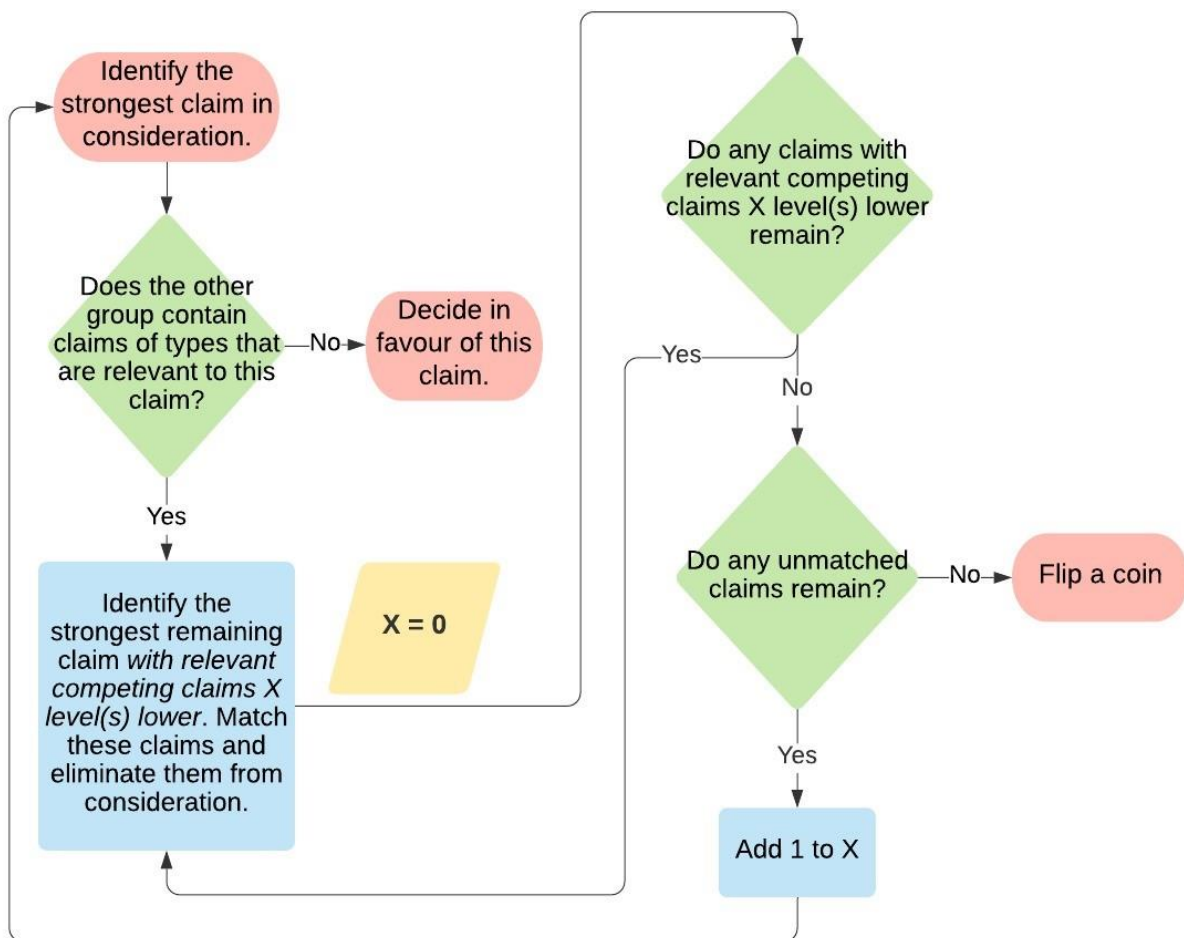 Identify the
strongest claim in
consideration.
Does the other
group contain
claims of types that
are relevant to this
claim?
No
Decide in
favour of this
claim.
Yes
Identify the
strongest remaining
claim with relevant
competing claims X
level(s) lower. Match
these claims and
eliminate them from
consideration.
X = 0
Do any claims with
relevant competing
claims X level(s) lower
remain?
Yes
No
Do any unmatched
claims remain?
No
Flip a coin
Yes
Add 1 to X